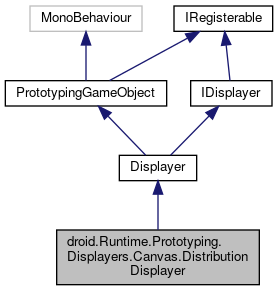 MonoBehaviour
IRegisterable
PrototypingGameObject
IDisplayer
Displayer
droid.Runtime.Prototyping.
Displayers.Canvas.Distribution
Displayer